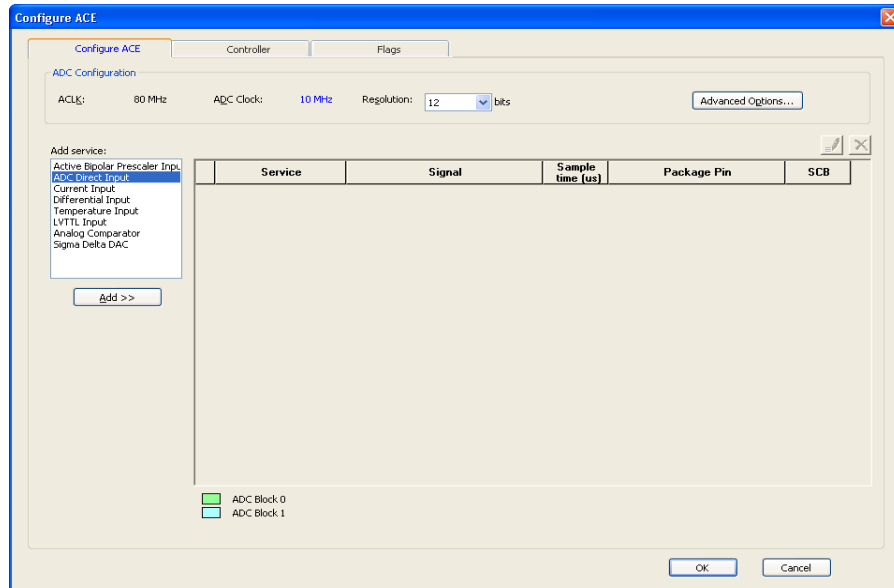 Configure ACE
Configure ACE
Controller
Flags
ADC Configuration
ACLK:
80 MHz
ADC Clock:
10 MHz
Resolution:
12
bits
Advanced Options...
Add service:
Active Bipolar Prescaler Inpu
ADC Direct Input
Current Input
Differential Input
Temperature Input
LVTTL Input
Analog Comparator
Sigma Delta DAC
Add >>
Service
Signal
Sample
time (us)
Package Pin
SCB
ADC Block 0
ADC Block 1
OK
Cancel